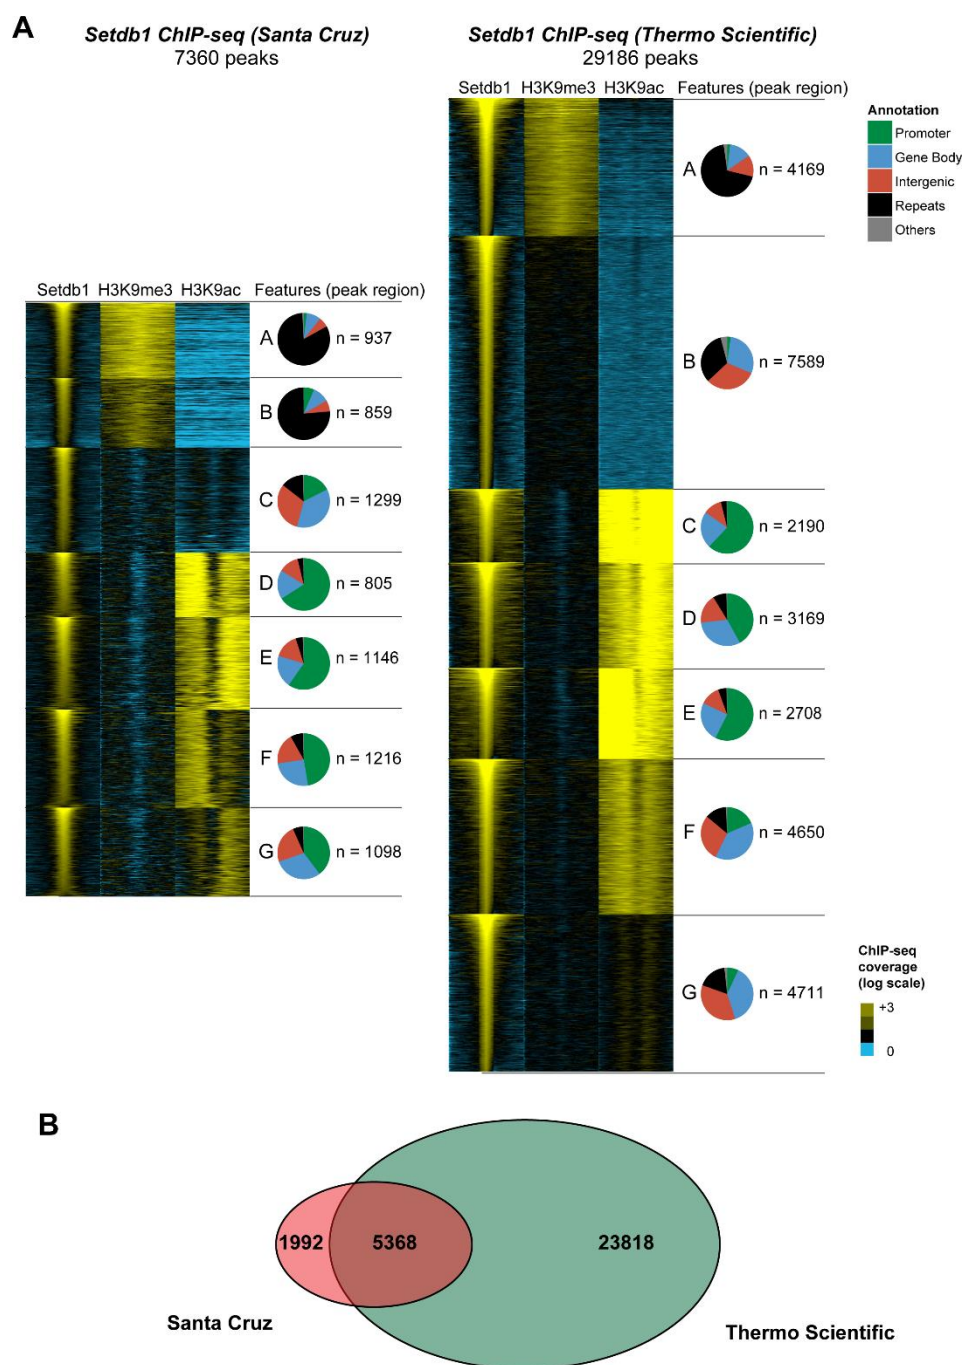 A
Setdb1 ChIP-seq (Santa Cruz)
7360 peaks
Setdb1 H3K9me3 H3K9ac Features (peak region)
A n = 937
B n = 859
C n = 1299
D n = 805
E n = 1146
F n = 1216
G n = 1098
Setdb1 ChIP-seq (Thermo Scientific)
29186 peaks
Setdb1 H3K9me3 H3K9ac Features (peak region)
A n = 4169
B n = 7589
C n = 2190
D n = 3169
E n = 2708
F n = 4650
G n = 4711
Annotation
Promoter
Gene Body
Intergenic
Repeats
Others
ChIP-seq
coverage
(log scale)
+3
0
B
1992 5368 23818
Santa Cruz
Thermo Scientific